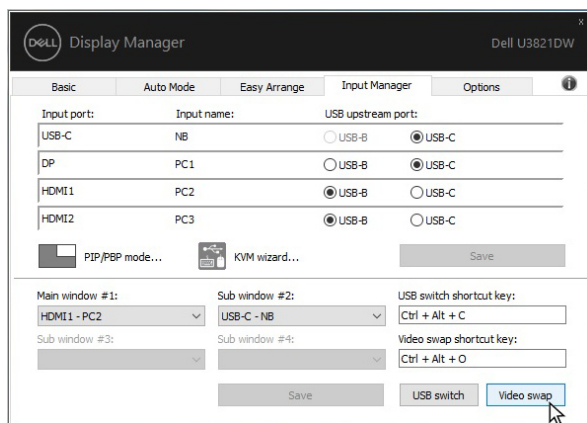 DELL Display Manager Dell U3821DW
x
Basic Auto Mode Easy Arrange Input Manager Options i
Input port: Input name: USB upstream port:
USB-C NB USB-B USB-C
DP PC1 USB-B USB-C
HDMI1 PC2 USB-B USB-C
HDMI2 PC3 USB-B USB-C
PIP/PBP mode... KVM wizard... Save
Main window #1: Sub window #2: USB switch shortcut key:
HDMI1 - PC2 USB-C - NB Ctrl + Alt + C
Sub window #3: Sub window #4: Video swap shortcut key:
Ctrl + Alt + O
Save USB switch Video swap